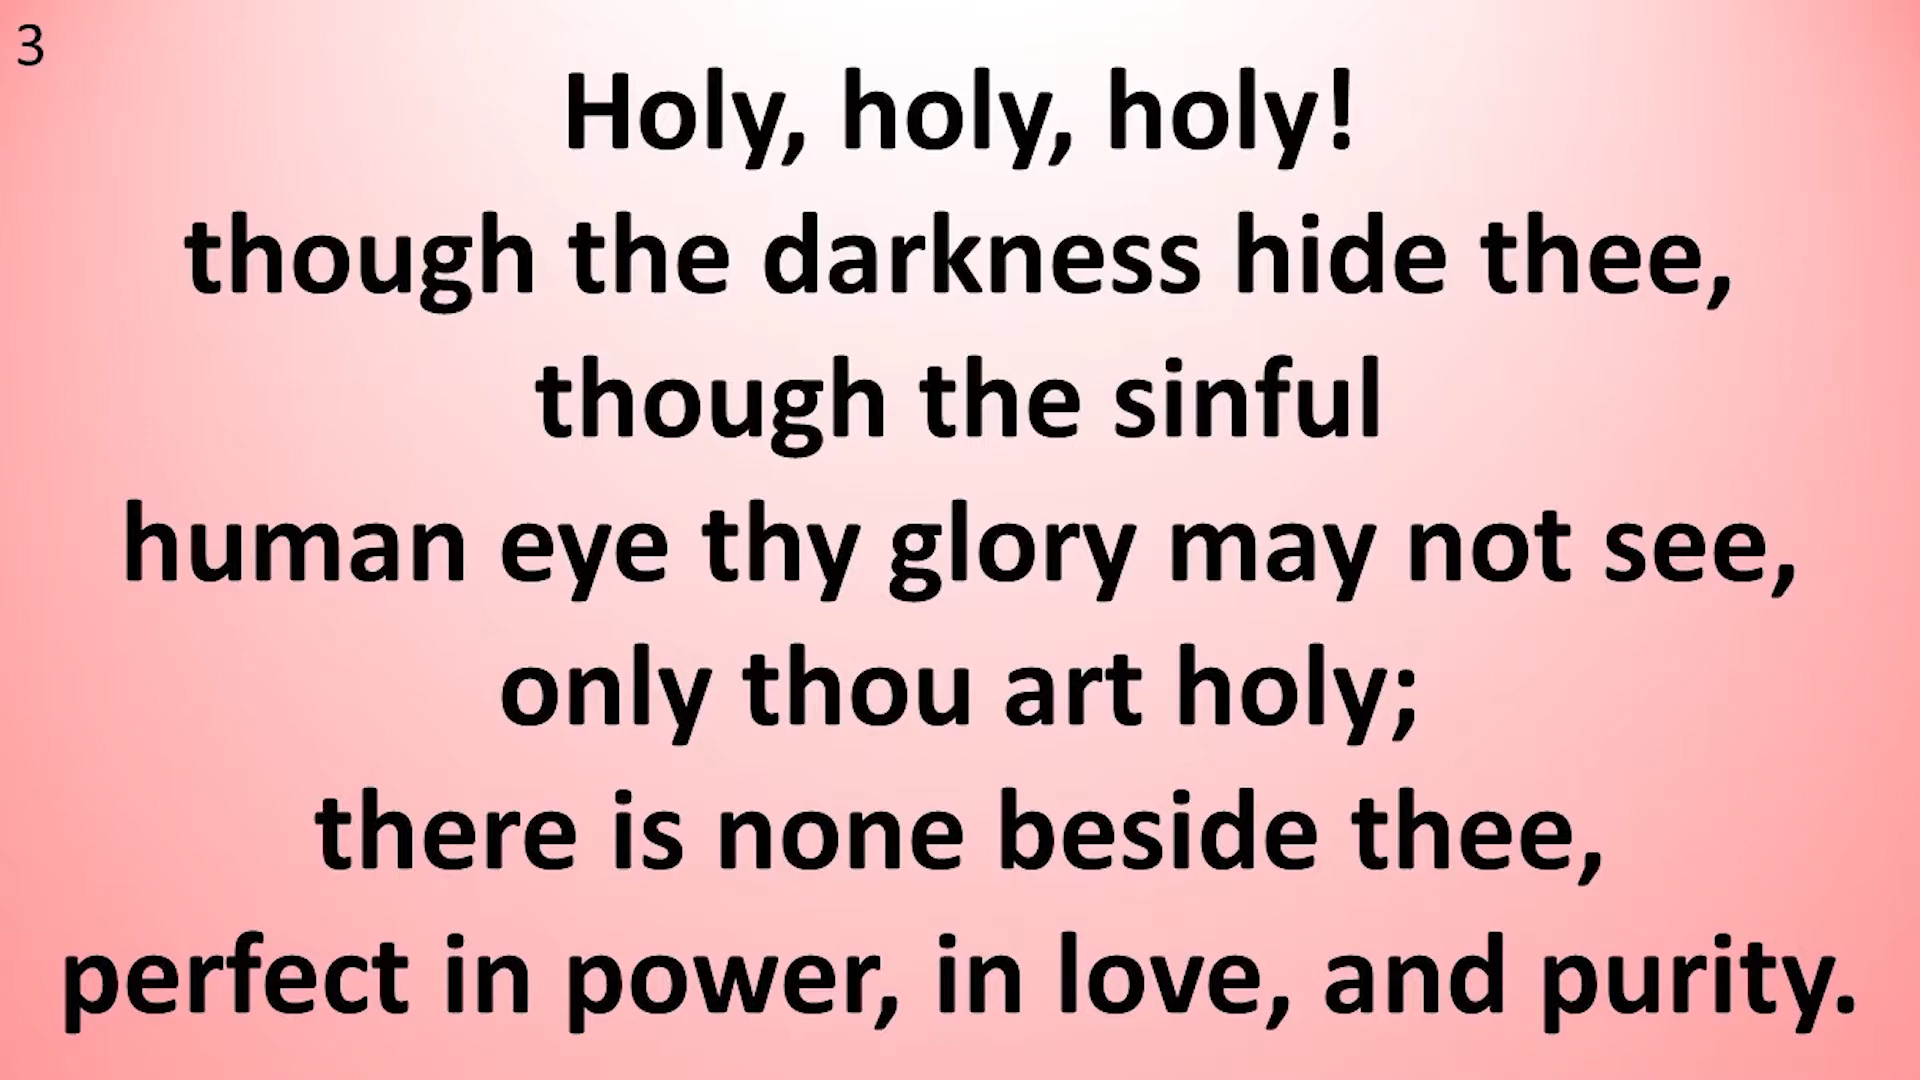 3
Holy, holy, holy!
though the darkness hide thee,
though the sinful
human eye thy glory may not see,
only thou art holy;
there is none beside thee,
perfect in power, in love, and purity.